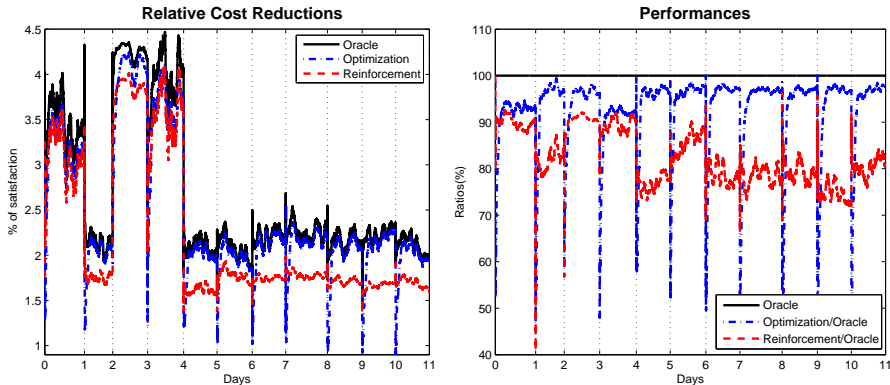 Relative Cost Reductions
% of satisfaction
4.5
4
3.5
3
2.5
2
1.5
1
0 1 2 3 4 5 6 7 8 9 10 11
Days
Oracle
Optimization
Reinforcement
Performances
Ratios(%)
110
100
90
80
70
60
50
40
0 1 2 3 4 5 6 7 8 9 10 11
Days
Oracle
Optimization/Oracle
Reinforcement/Oracle